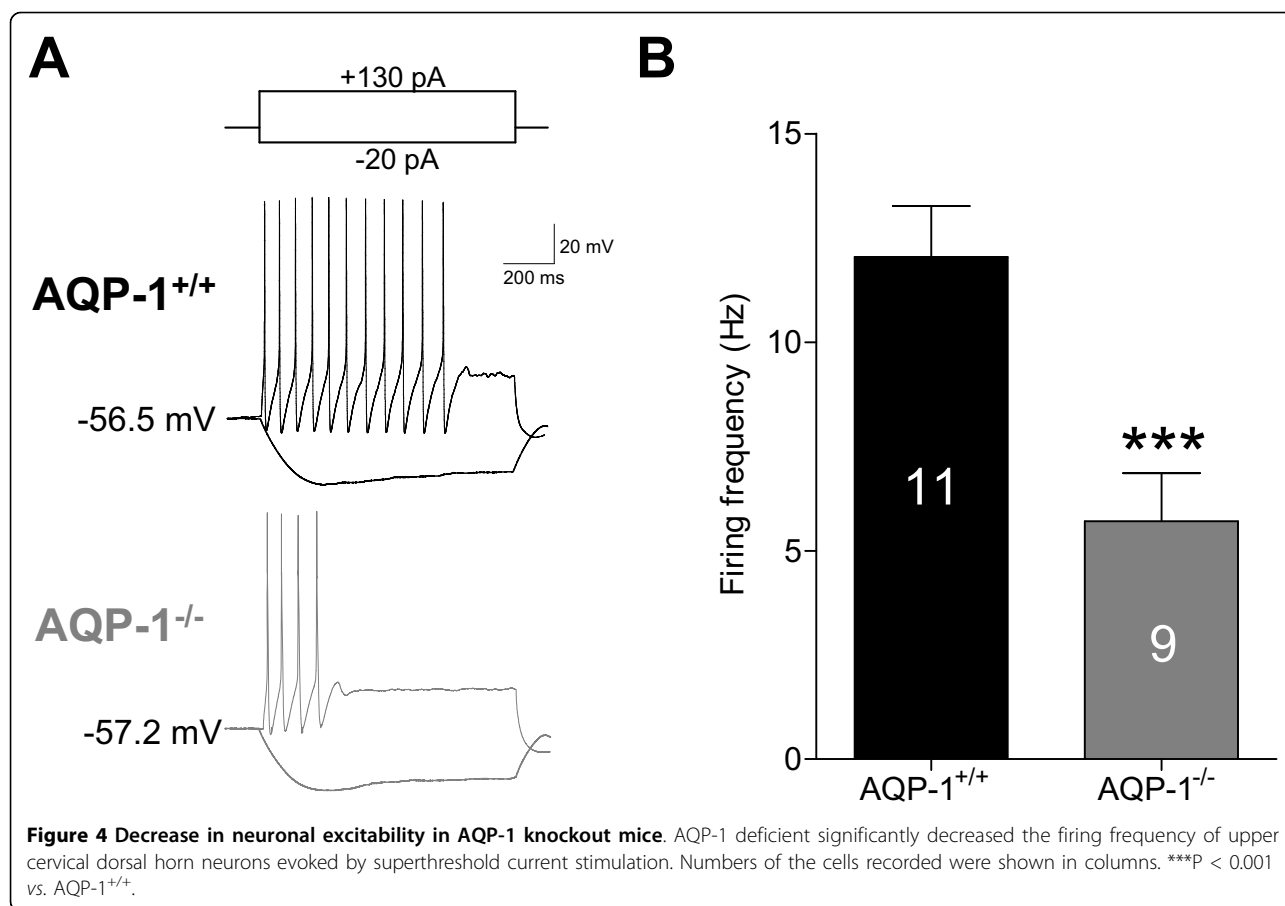 A
+130 pA
-20 pA
20 mV
200 ms
AQP-1+/+
-56.5 mV
AQP-1-/-
-57.2 mV
B
Firing frequency (Hz)
15
10
5
0
11
***
9
AQP-1+/+
AQP-1-/-
Figure 4 Decrease in neuronal excitability in AQP-1 knockout mice. AQP-1 deficient significantly decreased the firing frequency of upper
cervical dorsal horn neurons evoked by superthreshold current stimulation. Numbers of the cells recorded were shown in columns. ***P < 0.001
vs. AQP-1+/+.